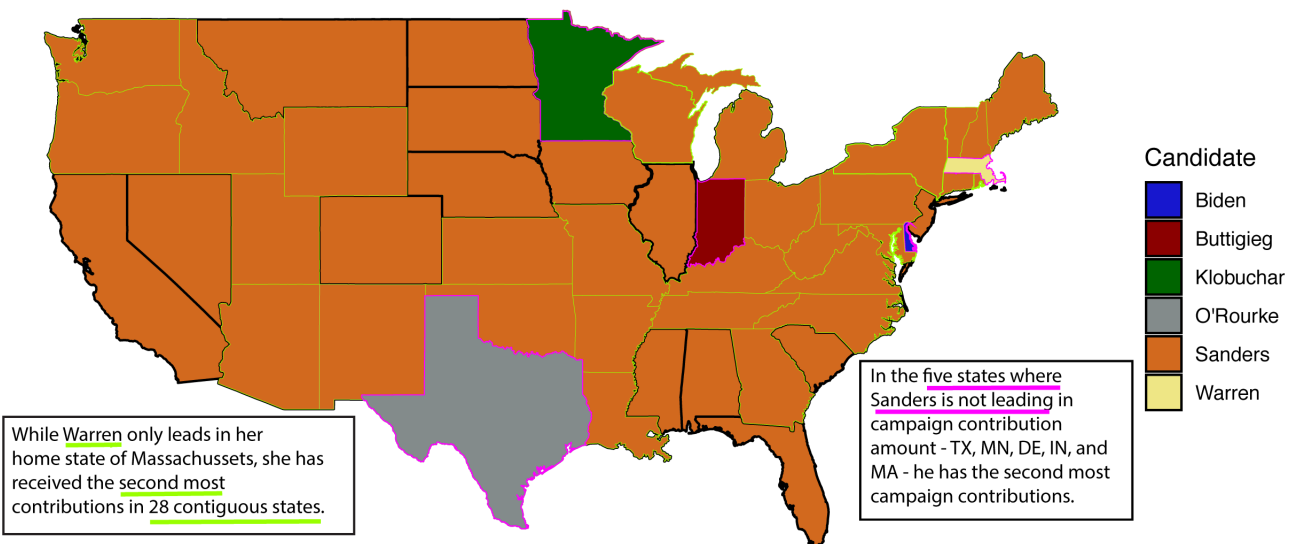 Candidate
Biden
Buttigieg
Klobuchar
O'Rourke
Sanders
Warren
In the five states where
Sanders is not leading in
campaign contribution
amount - TX, MN, DE, IN, and
MA - he has the second most
campaign contributions.
While Warren only leads in her
home state of Massachussets, she has
received the second most
contributions in 28 contiguous states.